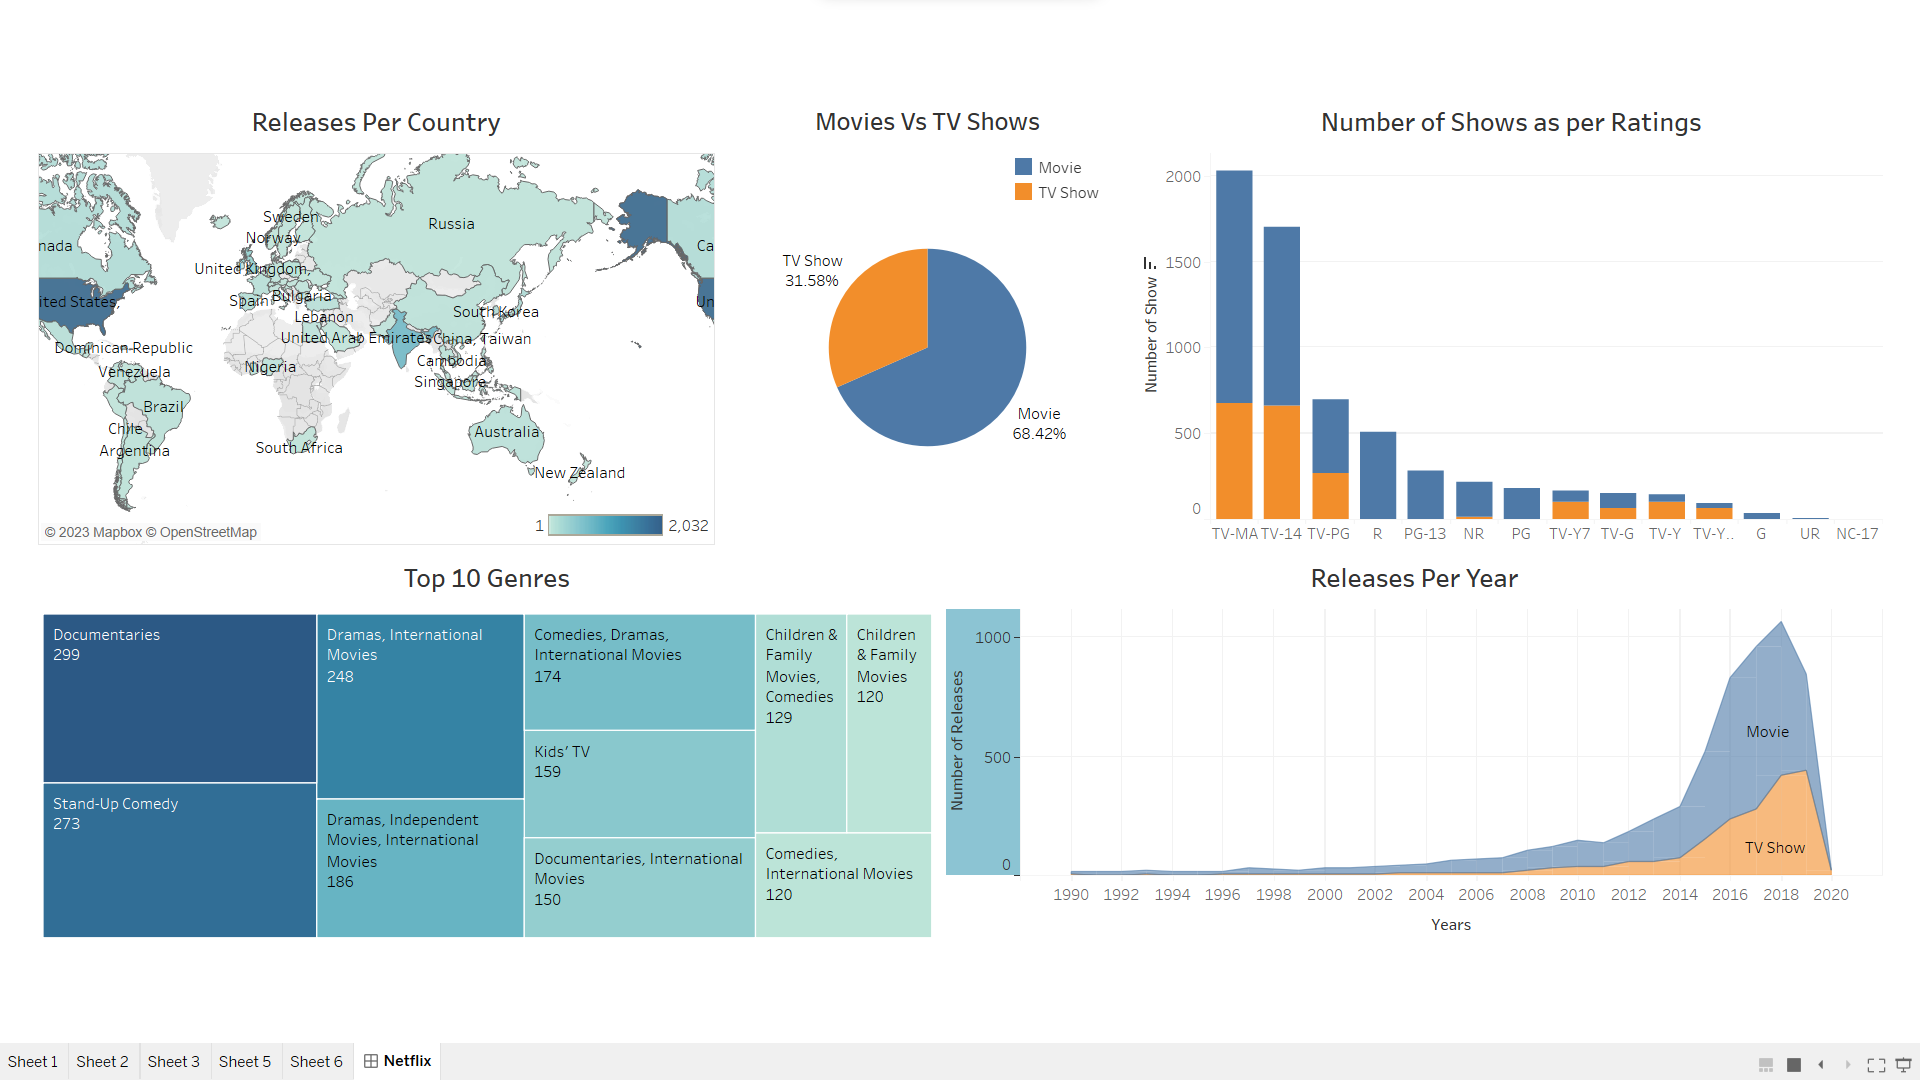 Releases Per Country
Sweden
Russia
Norway
nada
Ca
United Kingdom,
Spain
Bulgaria
ited States,
Un
Lebanon
South Korea
United Arab Emirates
China, Taiwan
Dominican Republic
Cambodia
Nigeria
Venezuela
Singapore
Brazil
Chile
Australia
Argentina
South Africa
New Zealand
© 2023 Mapbox © OpenStreetMap
1
2,032
Movies Vs TV Shows
Movie
TV Show
TV Show
31.58%
Movie
68.42%
Number of Shows as per Ratings
Number of Show
2000
1500
1000
500
0
TV-MA TV-14 TV-PG R PG-13 NR PG TV-Y7 TV-G TV-Y TV-Y.. G UR NC-17
Top 10 Genres
Documentaries
299
Stand-Up Comedy
273
Dramas, International
Movies
248
Dramas, Independent
Movies, International
Movies
186
Comedies, Dramas,
International Movies
174
Kids’ TV
159
Documentaries, International
Movies
150
Children &
Family
Movies,
Comedies
129
Children
& Family
Movies
120
Comedies,
International Movies
120
Releases Per Year
Number of Releases
1000
500
0
Movie
TV Show
1990 1992 1994 1996 1998 2000 2002 2004 2006 2008 2010 2012 2014 2016 2018 2020
Years
Sheet 1 Sheet 2 Sheet 3 Sheet 5 Sheet 6 Netflix